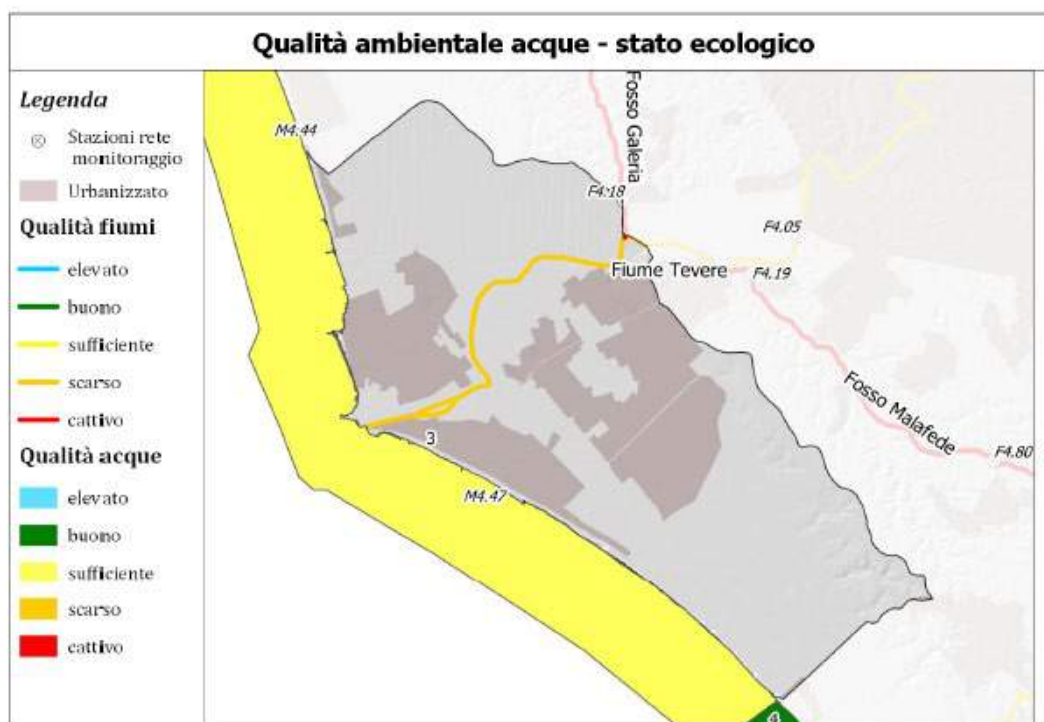 Qualità ambientale acque - stato ecologico
Legenda
Stazioni rete
monitoraggio
Urbanizzato
Qualità fiumi
elevato
buono
sufficiente
scarso
cattivo
Qualità acque
elevato
buono
sufficiente
scarso
cattivo
M4.44
Fosso Galeria
F4.18
F4.05
Fiume Tevere
F4.19
Fosso Malafede
F4.80
3
M4.47
4